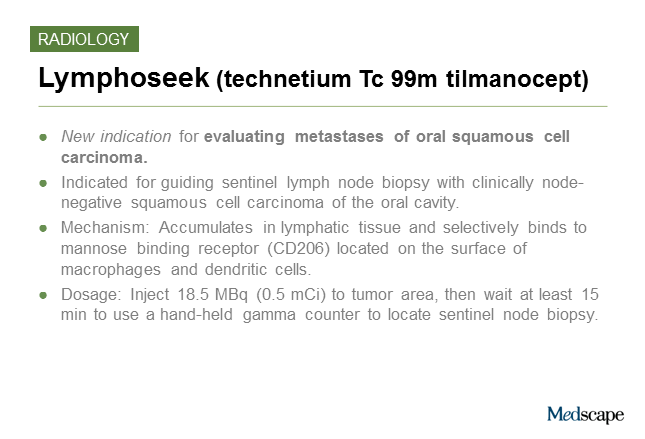 RADIOLOGY
Lymphoseek (technetium Tc 99m tilmanocept)
● New indication for evaluating metastases of oral squamous cell
carcinoma.
● Indicated for guiding sentinel lymph node biopsy with clinically node-
negative squamous cell carcinoma of the oral cavity.
● Mechanism: Accumulates in lymphatic tissue and selectively binds to
mannose binding receptor (CD206) located on the surface of
macrophages and dendritic cells.
● Dosage: Inject 18.5 MBq (0.5 mCi) to tumor area, then wait at least 15
min to use a hand-held gamma counter to locate sentinel node biopsy.
Medscape